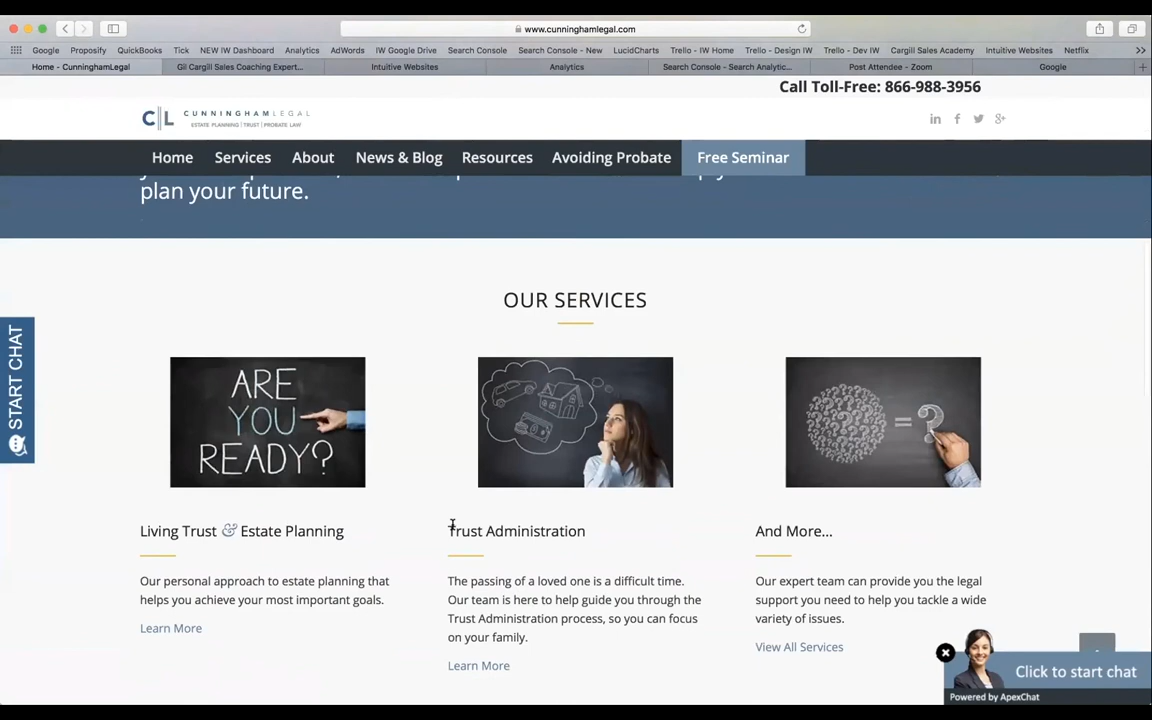 www.cunninghamlegal.com
Google Proposify QuickBooks Tick NEW IW Dashboard Analytics AdWords IW Google Drive Search Console Search Console - New LucidCharts Trello - IW Home Trello - Design IW Trello - Dev IW Cargill Sales Academy Intuitive Websites Netflix >>
Home - CunninghamLegal Gil Cargill Sales Coaching Expert... Intuitive Websites Analytics Search Console - Search Analytic... Post Attendee - Zoom Google +
Call Toll-Free: 866-988-3956
CL CUNNINGHAMLEGAL
ESTATE PLANNING | TRUST | PROBATE LAW
in f g+
Home Services About News & Blog Resources Avoiding Probate Free Seminar
plan your future.
OUR SERVICES
START CHAT
ARE
YOU
READY?
= ?
Living Trust & Estate Planning
Our personal approach to estate planning that
helps you achieve your most important goals.
Learn More
Trust Administration
The passing of a loved one is a difficult time.
Our team is here to help guide you through the
Trust Administration process, so you can focus
on your family.
Learn More
And More...
Our expert team can provide you the legal
support you need to help you tackle a wide
variety of issues.
View All Services
Click to start chat
Powered by ApexChat